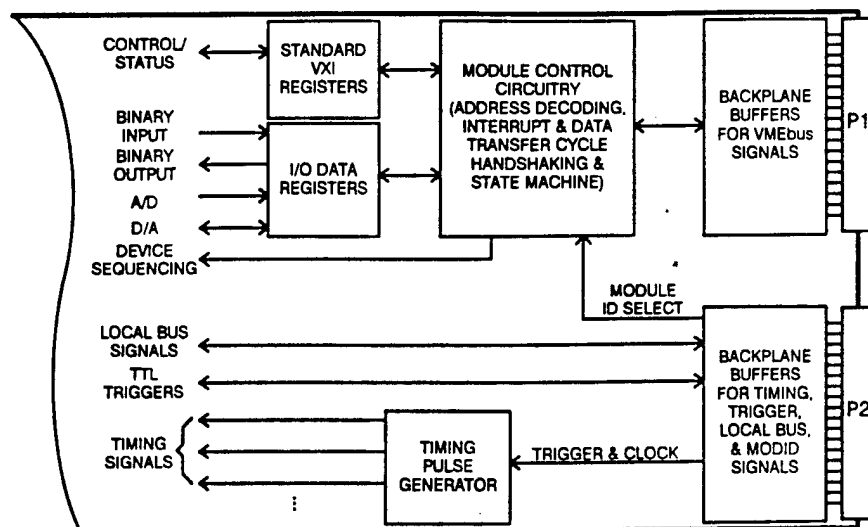 CONTROL/
STATUS
BINARY
INPUT
BINARY
OUTPUT
A/D
D/A
DEVICE
SEQUENCING
STANDARD
VXI
REGISTERS
I/O DATA
REGISTERS
MODULE CONTROL
CIRCUITRY
(ADDRESS DECODING,
INTERRUPT & DATA
TRANSFER CYCLE
HANDSHAKING &
STATE MACHINE)
BACKPLANE
BUFFERS
FOR VMEbus
SIGNALS
P1
MODULE
ID SELECT
LOCAL BUS
SIGNALS
TTL
TRIGGERS
TIMING
SIGNALS
TIMING
PULSE
GENERATOR
TRIGGER & CLOCK
BACKPLANE
BUFFERS
FOR TIMING,
TRIGGER,
LOCAL BUS,
& MODID
SIGNALS
P2